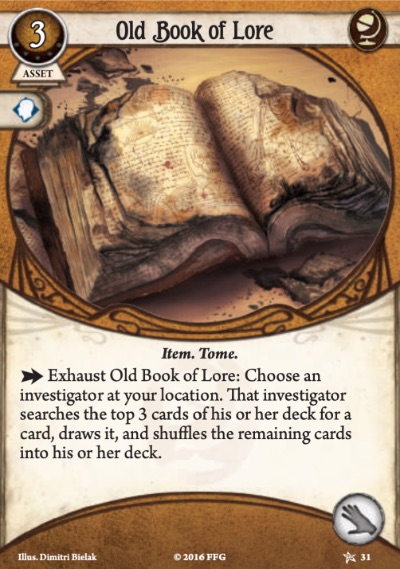 3
Old Book of Lore
ASSET
Item. Tome.
Exhaust Old Book of Lore: Choose an
investigator at your location. That investigator
searches the top 3 cards of his or her deck for a
card, draws it, and shuffles the remaining cards
into his or her deck.
Illus. Dimitri Bielak
© 2016 FFG
31